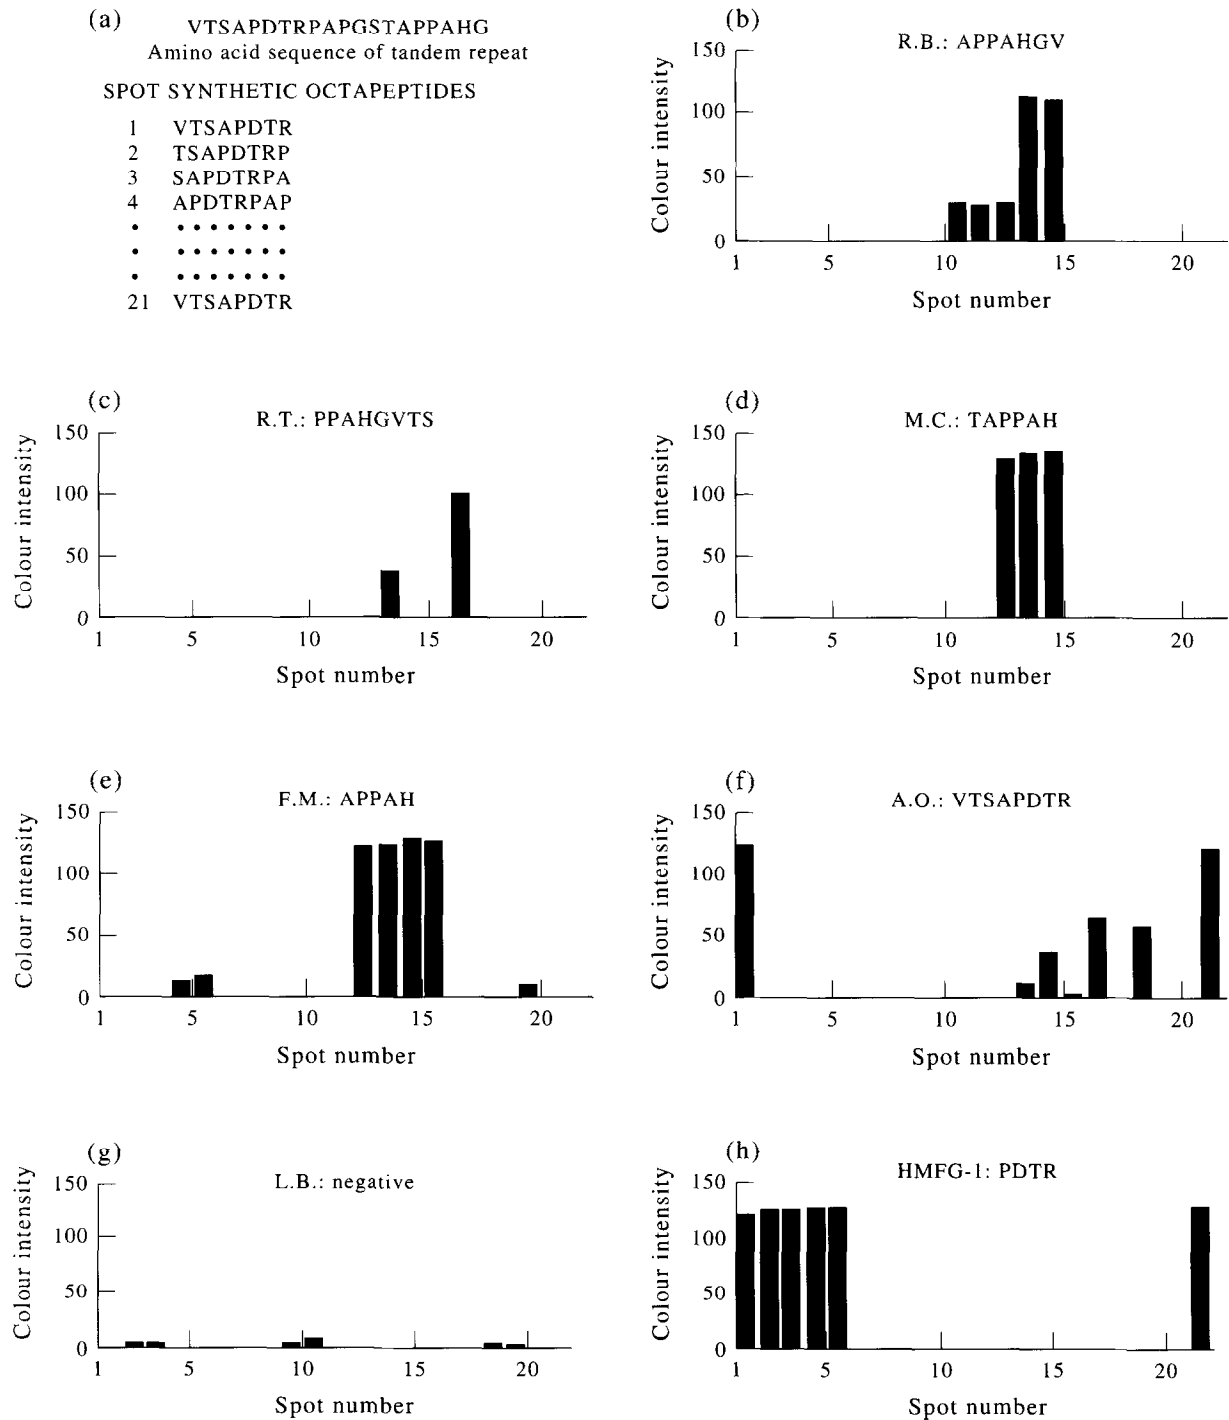 (a)
VTSAPDTRPAPGSTAPPAHG
Amino acid sequence of tandem repeat
SPOT SYNTHETIC OCTAPEPTIDES
1 VTSAPDTR
2 TSAPDTRP
3 SAPDTRPA
4 APDTRPAP
21 VTSAPDTR
(b)
R.B.: APPAHGV
150
100
50
0
Colour intensity
1 5 10 15 20
Spot number
(c)
R.T.: PPAHGVTS
150
100
50
0
Colour intensity
1 5 10 15 20
Spot number
(d)
M.C.: TAPPAH
150
100
50
0
Colour intensity
1 5 10 15 20
Spot number
(e)
F.M.: APPAH
150
100
50
0
Colour intensity
1 5 10 15 20
Spot number
(f)
A.O.: VTSAPDTR
150
100
50
0
Colour intensity
1 5 10 15 20
Spot number
(g)
L.B.: negative
150
100
50
0
Colour intensity
1 5 10 15 20
Spot number
(h)
HMFG-1: PDTR
150
100
50
0
Colour intensity
1 5 10 15 20
Spot number